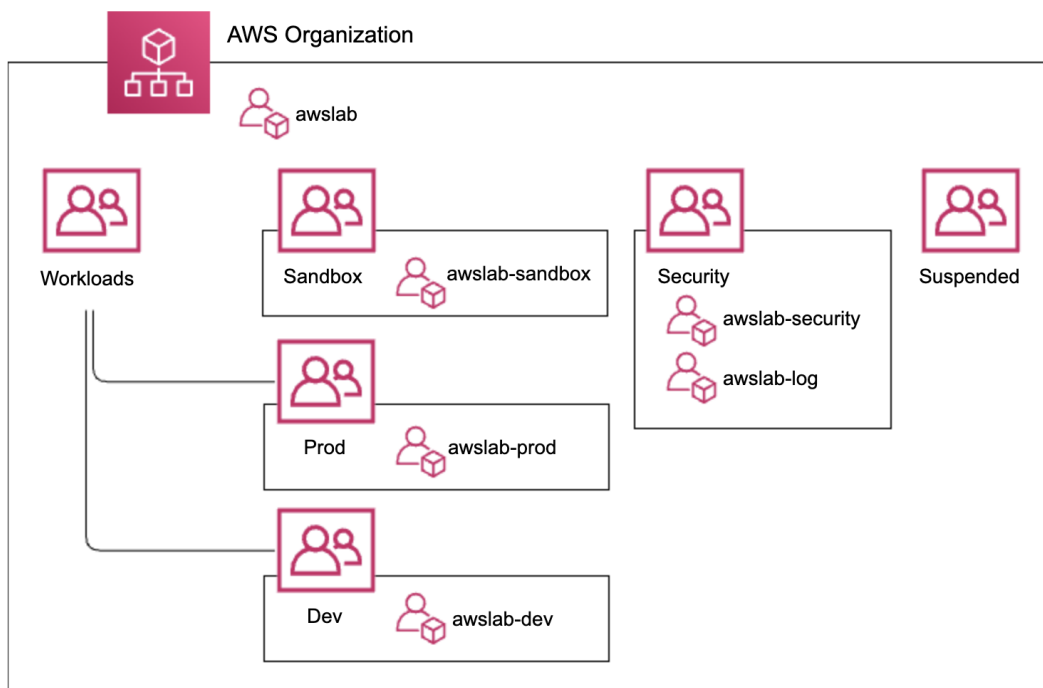 AWS Organization
awslab
Workloads
Sandbox
awslab-sandbox
Security
awslab-security
awslab-log
Suspended
Prod
awslab-prod
Dev
awslab-dev